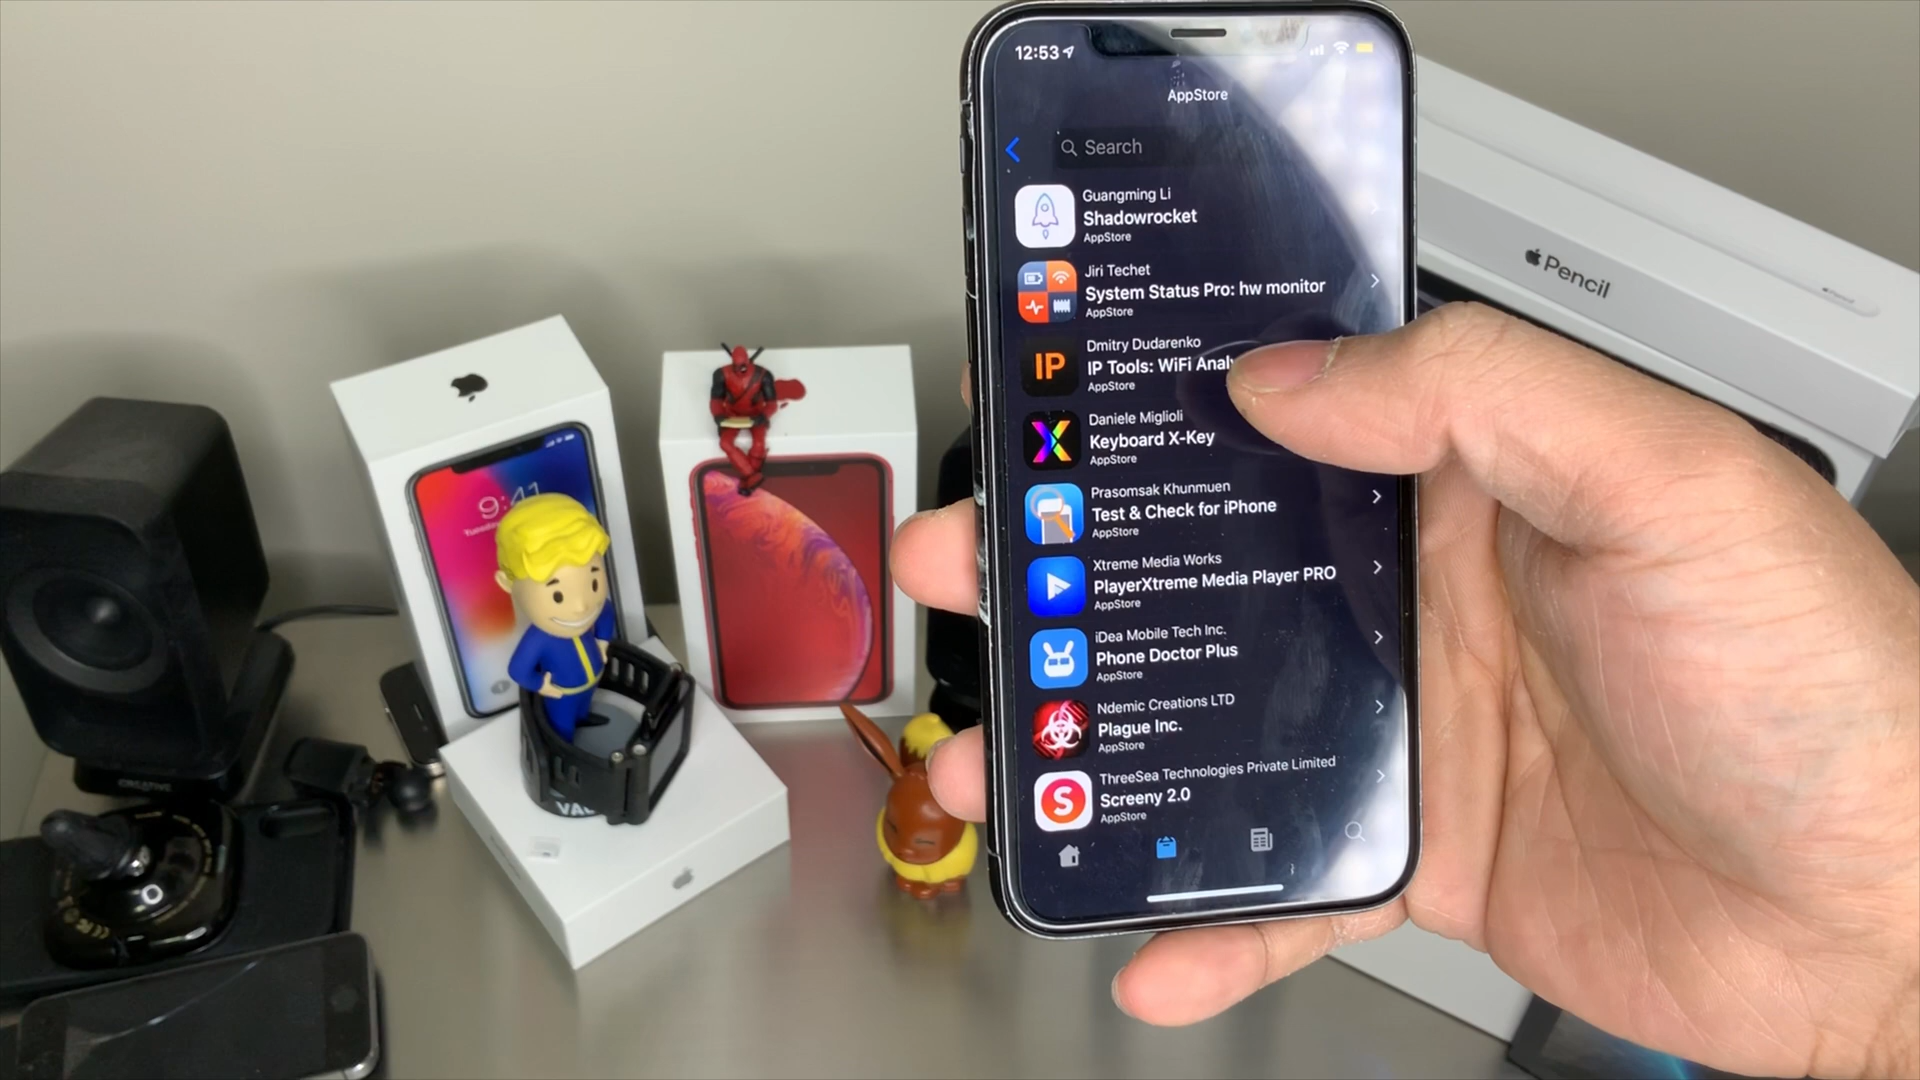 12:53
AppStore
Search
Guangming Li
Shadowrocket
AppStore
Jiri Techet
System Status Pro: hw monitor
AppStore
Dmitry Dudarenko
IP
IP Tools: WiFi Analy
AppStore
Daniele Miglioli
Keyboard X-Key
AppStore
Prasomsak Khunmuen
Test & Check for iPhone
AppStore
Xtreme Media Works
PlayerXtreme Media Player PRO
AppStore
iDea Mobile Tech Inc.
Phone Doctor Plus
AppStore
Ndemic Creations LTD
Plague Inc.
AppStore
ThreeSea Technologies Private Limited
S
Screeny 2.0
AppStore
Pencil
9:41
CREATIVE
VAU